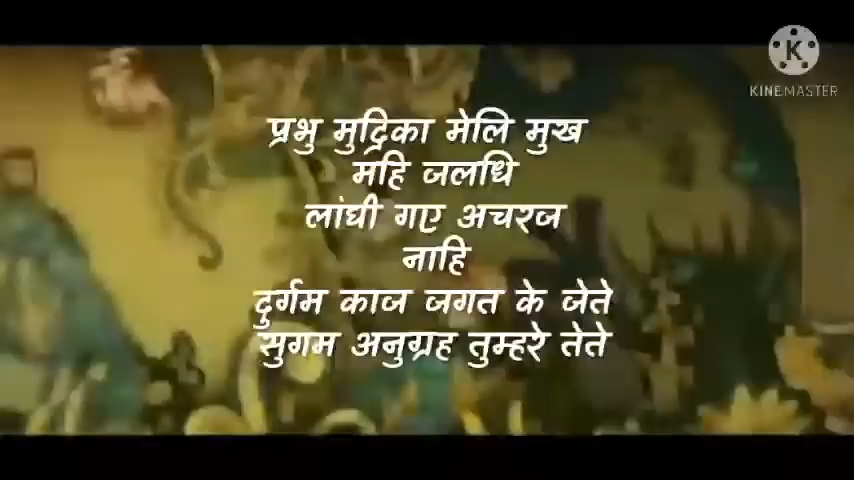 प्रभु मुद्रिका मेलि मुख
महि जलधि
लांघी गए अचरज
नाहि
दुर्गम काज जगत के जेते
सुगम अनुग्रह तुम्हरे तेते
K
KINEMASTER